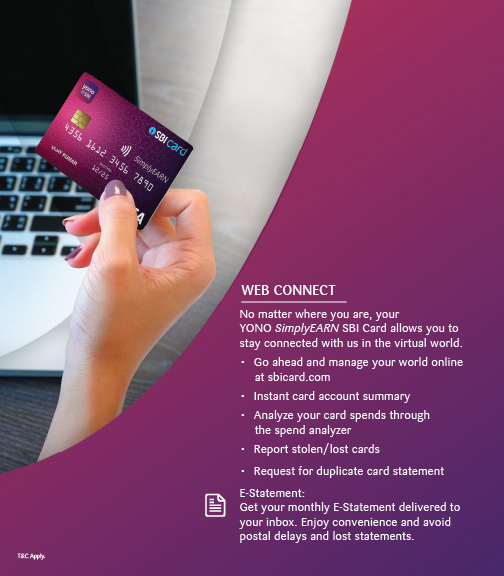 yono
SBI
SBI card
SimplyEARN
4356 1612 3456 7890
12/25
VIJAY KUMAR
WEB CONNECT
No matter where you are, your
YONO SimplyEARN SBI Card allows you to
stay connected with us in the virtual world.
• Go ahead and manage your world online
at sbicard.com
• Instant card account summary
• Analyze your card spends through
the spend analyzer
• Report stolen/lost cards
• Request for duplicate card statement
E-Statement:
Get your monthly E-Statement delivered to
your inbox. Enjoy convenience and avoid
postal delays and lost statements.
T&C Apply.